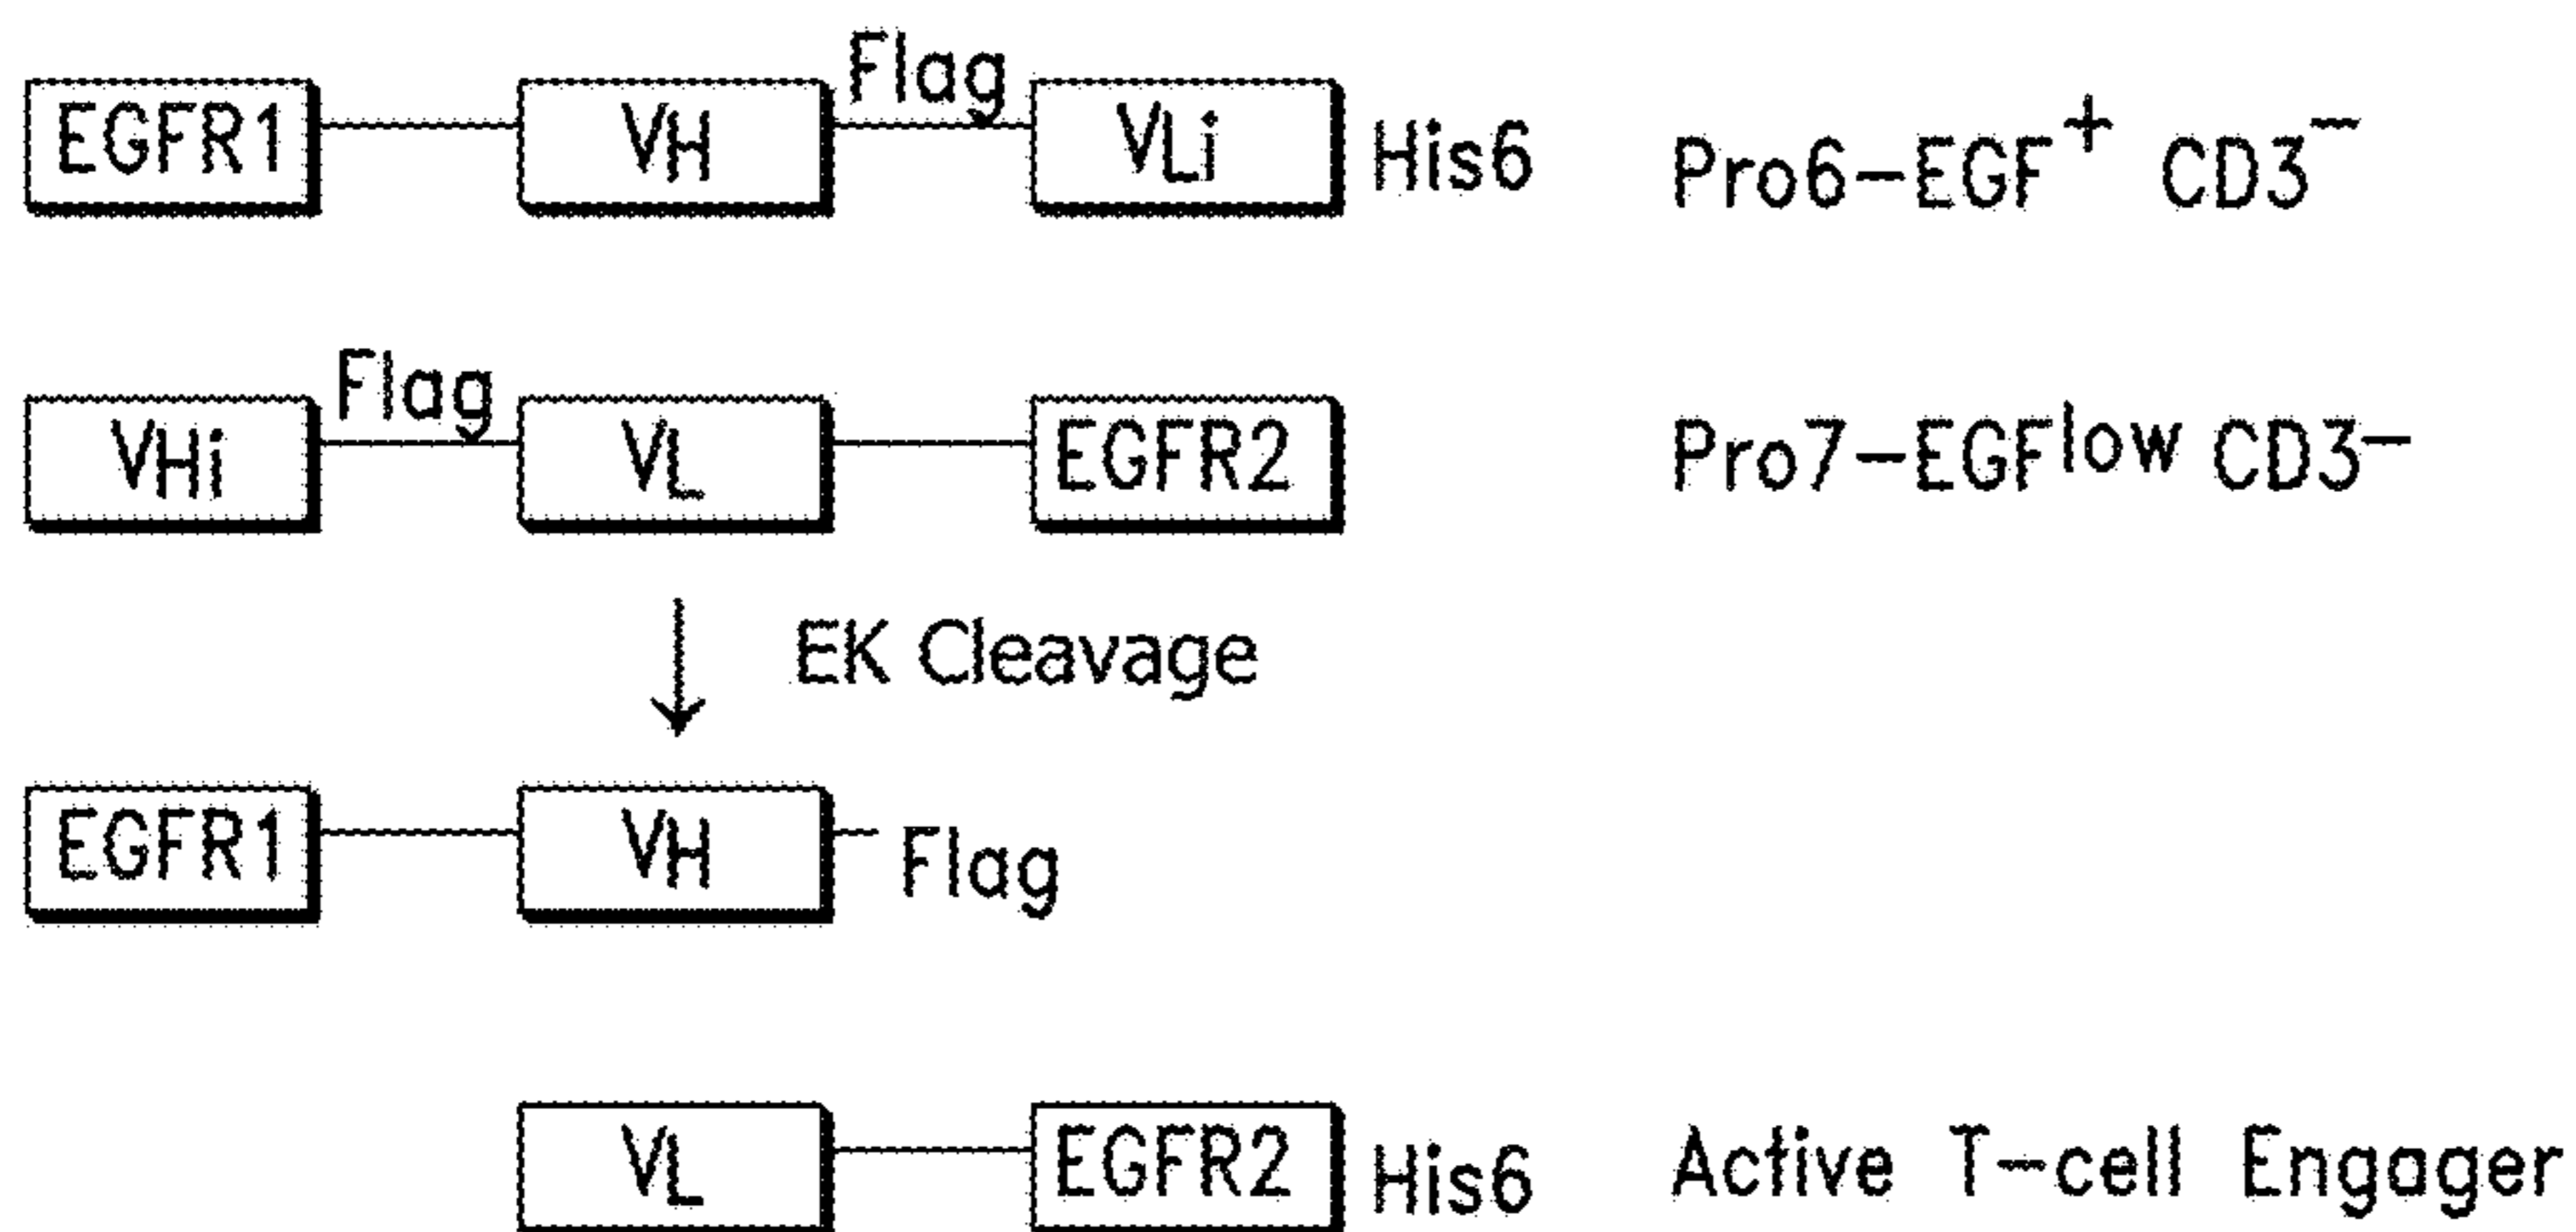 EGFR1 VH Flag VLi His6 Pro6-EGF+ CD3-
VHi Flag VL EGFR2 Pro7-EGFlow CD3-
EK Cleavage
EGFR1 VH Flag
VL EGFR2 His6 Active T-cell Engager